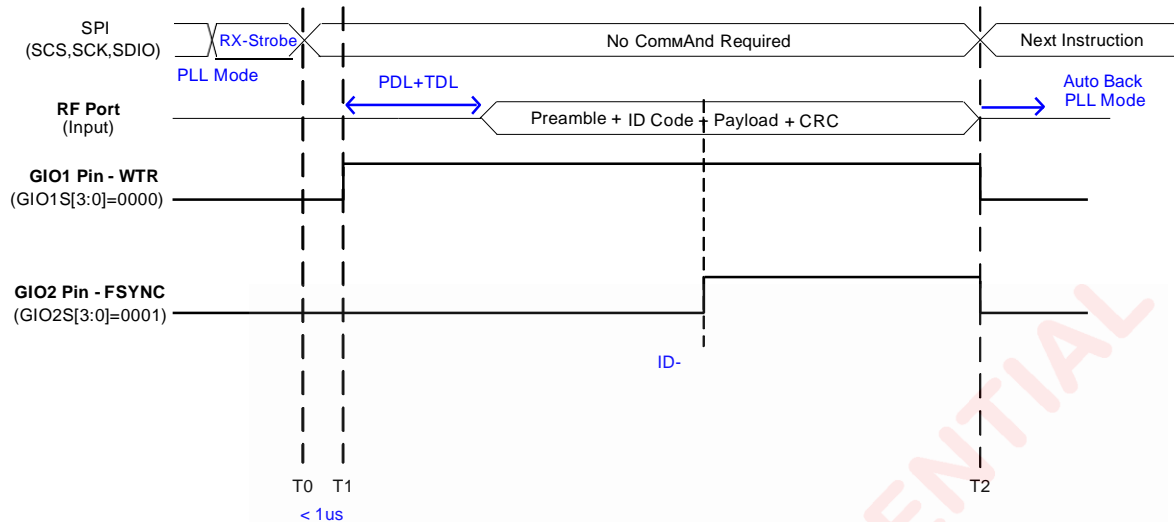 SPI
(SCS,SCK,SDIO)
RX-Strobe
No ComмAnd Required
Next Instruction
PLL Mode
PDL+TDL
Auto Back
PLL Mode
RF Port
(Input)
Preamble + ID Code + Payload + CRC
GIO1 Pin - WTR
(GIO1S[3:0]=0000)
GIO2 Pin - FSYNC
(GIO2S[3:0]=0001)
ID-
T0 T1 T2
< 1us
ENTIAL